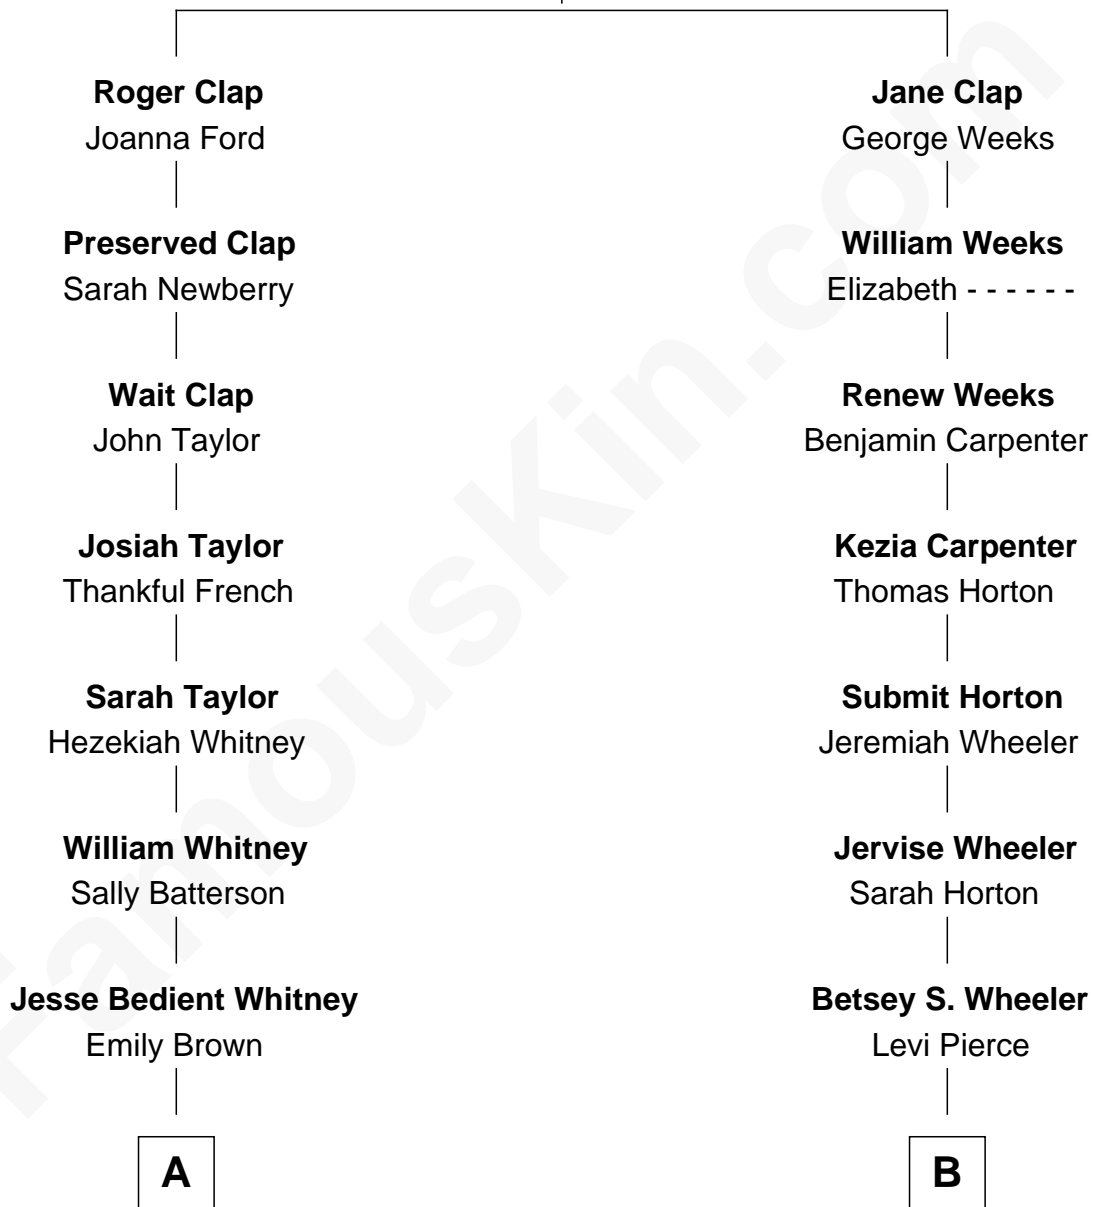 Roger Clap
Joanna Ford
Preserved Clap
Sarah Newberry
Wait Clap
John Taylor
Josiah Taylor
Thankful French
Sarah Taylor
Hezekiah Whitney
William Whitney
Sally Batterson
Jesse Bedient Whitney
Emily Brown
A
Jane Clap
George Weeks
William Weeks
Elizabeth - - - - - -
Renew Weeks
Benjamin Carpenter
Kezia Carpenter
Thomas Horton
Submit Horton
Jeremiah Wheeler
Jervise Wheeler
Sarah Horton
Betsey S. Wheeler
Levi Pierce
B
FamousKin.com